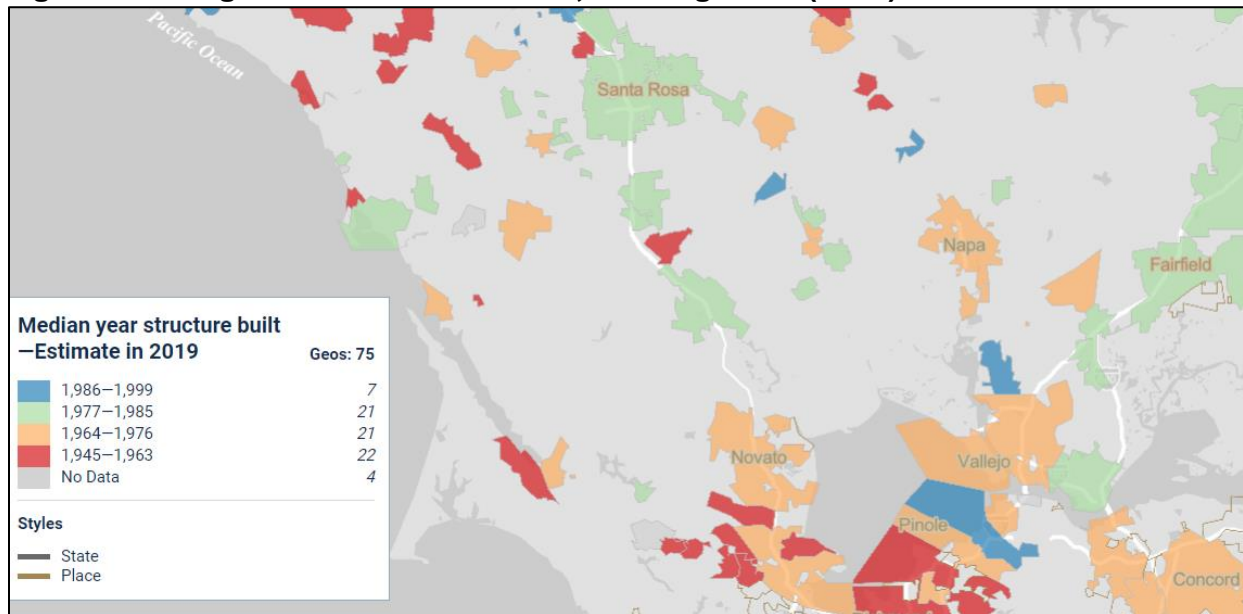 Pacific Ocean
Santa Rosa
Napa
Fairfield
Median year structure built
—Estimate in 2019 Geos: 75
1,986—1,999 7
1,977—1,985 21
1,964—1,976 21
1,945—1,963 22
No Data 4
Styles
State
Place
Novato
Vallejo
Pinole
Concord